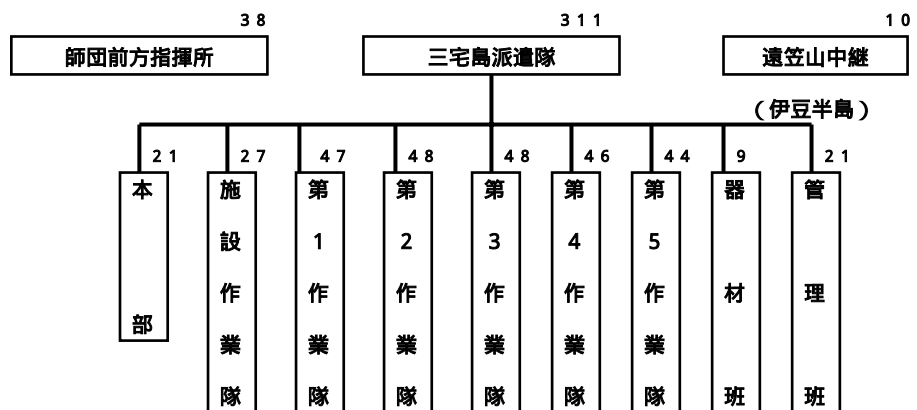 38
師団前方指揮所
311
三宅島派遣隊
10
遠笠山中継
（伊豆半島）
21
本部
27
施設作業隊
47
第1作業隊
48
第2作業隊
48
第3作業隊
46
第4作業隊
44
第5作業隊
9
器材班
21
管理班